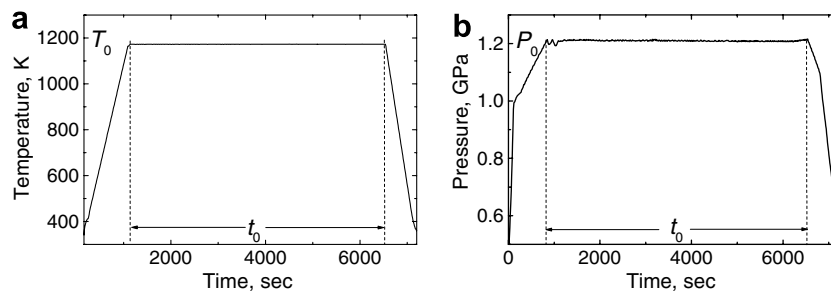 a
T₀
1200
1000
800
600
400
Temperature, K
t₀
2000
4000
6000
Time, sec
b
P₀
1.2
1.0
0.8
0.6
Pressure, GPa
t₀
0
2000
4000
6000
Time, sec